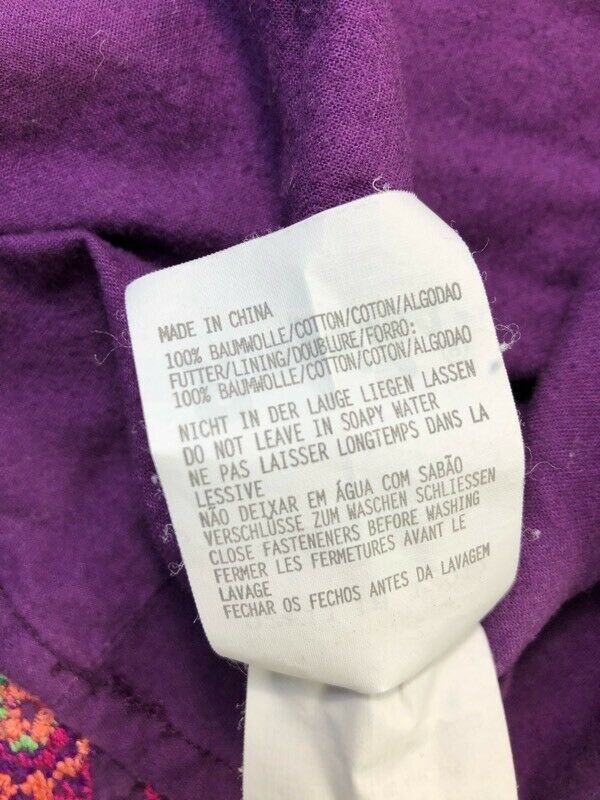 MADE IN CHINA
100% BAUMWOLLE/COTTON/COTON/ALGODAO
FUTTER/LINING/DOUBLURE/FORRO:
100% BAUMWOLLE/COTTON/COTON/ALGODAO
NICHT IN DER LAUGE LIEGEN LASSEN
DO NOT LEAVE IN SOAPY WATER
NE PAS LAISSER LONGTEMPS DANS LA
LESSIVE
NÃO DEIXAR EM ÁGUA COM SABÃO
VERSCHLÜSSE ZUM WASCHEN SCHLIESSEN
CLOSE FASTENENERS BEFORE WASHING
FERMER LES FERMETURES AVANT LE
LAVAGE
FECHAR OS FECHOS ANTES DA LAVAGEM